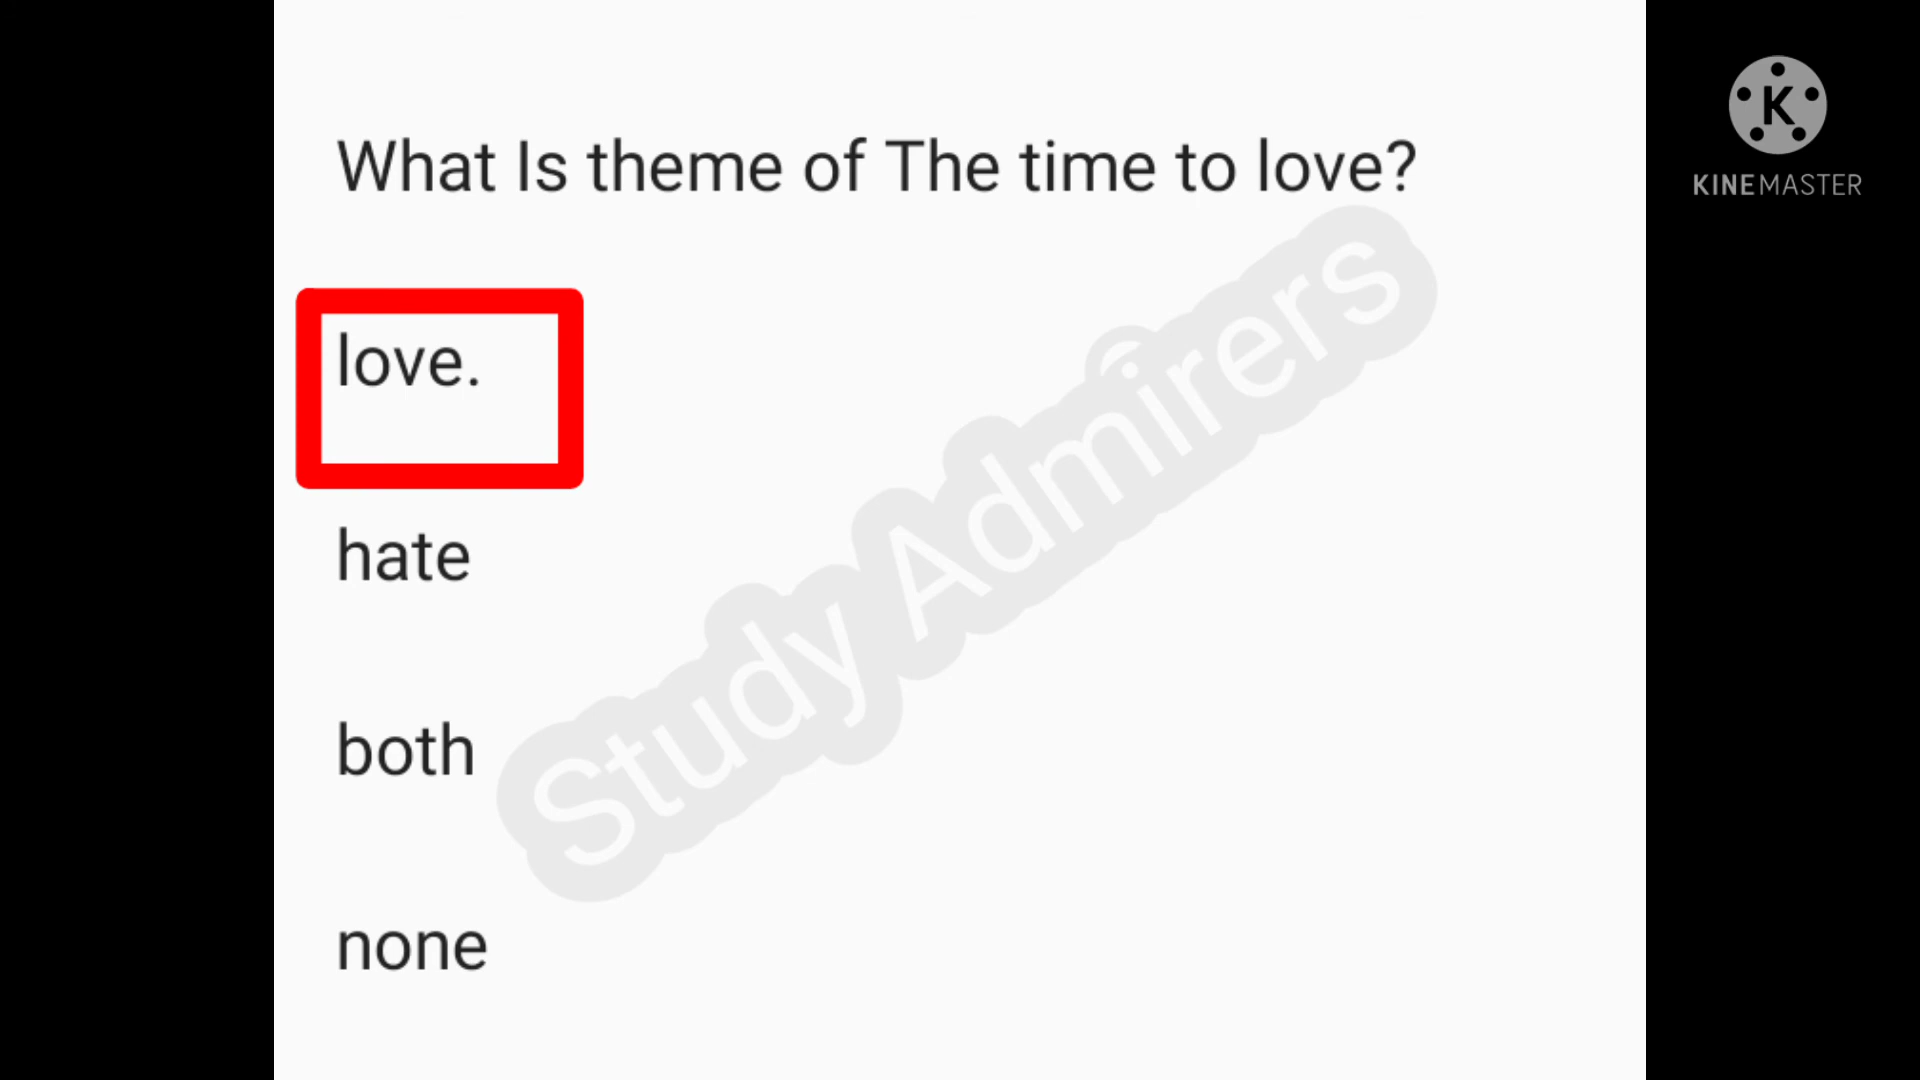 What Is theme of The time to love?
love.
hate
both
none
Study Admirers
K
KINEMASTER